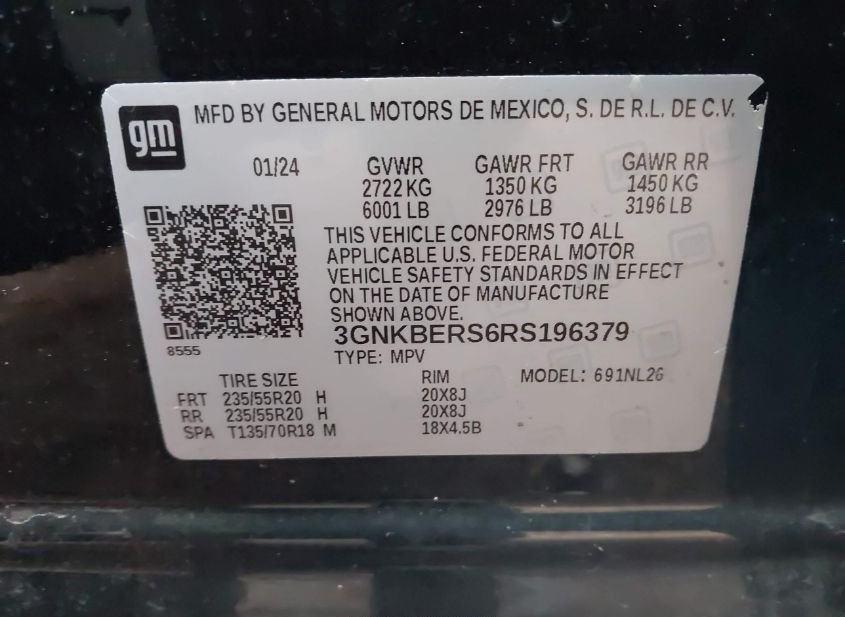 gm
MFD BY GENERAL MOTORS DE MEXICO, S. DE R.L. DE C.V.
01/24 GVWR GAWR FRT GAWR RR
2722 KG 1350 KG 1450 KG
6001 LB 2976 LB 3196 LB
THIS VEHICLE CONFORMS TO ALL
APPLICABLE U.S. FEDERAL MOTOR
VEHICLE SAFETY STANDARDS IN EFFECT
ON THE DATE OF MANUFACTURE
SHOWN ABOVE.
3GNKBERS6RS196379
8555
TYPE: MPV
TIRE SIZE RIM MODEL: 691NL26
FRT 235/55R20 H 20X8J
RR 235/55R20 H 20X8J
SPA T135/70R18 M 18X4.5B